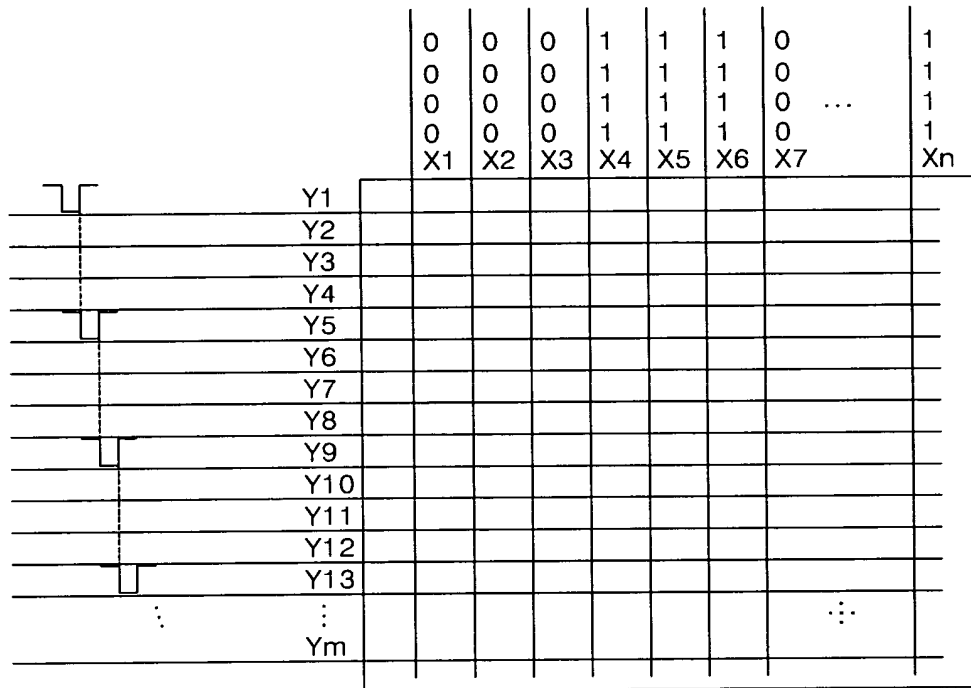 0 0 0 1 1 1 0 1
0 0 0 1 1 1 0 1
0 0 0 1 1 1 0 ... 1
0 0 0 1 1 1 0 1
X1 X2 X3 X4 X5 X6 X7 Xn
Y1
Y2
Y3
Y4
Y5
Y6
Y7
Y8
Y9
Y10
Y11
Y12
Y13
Ym